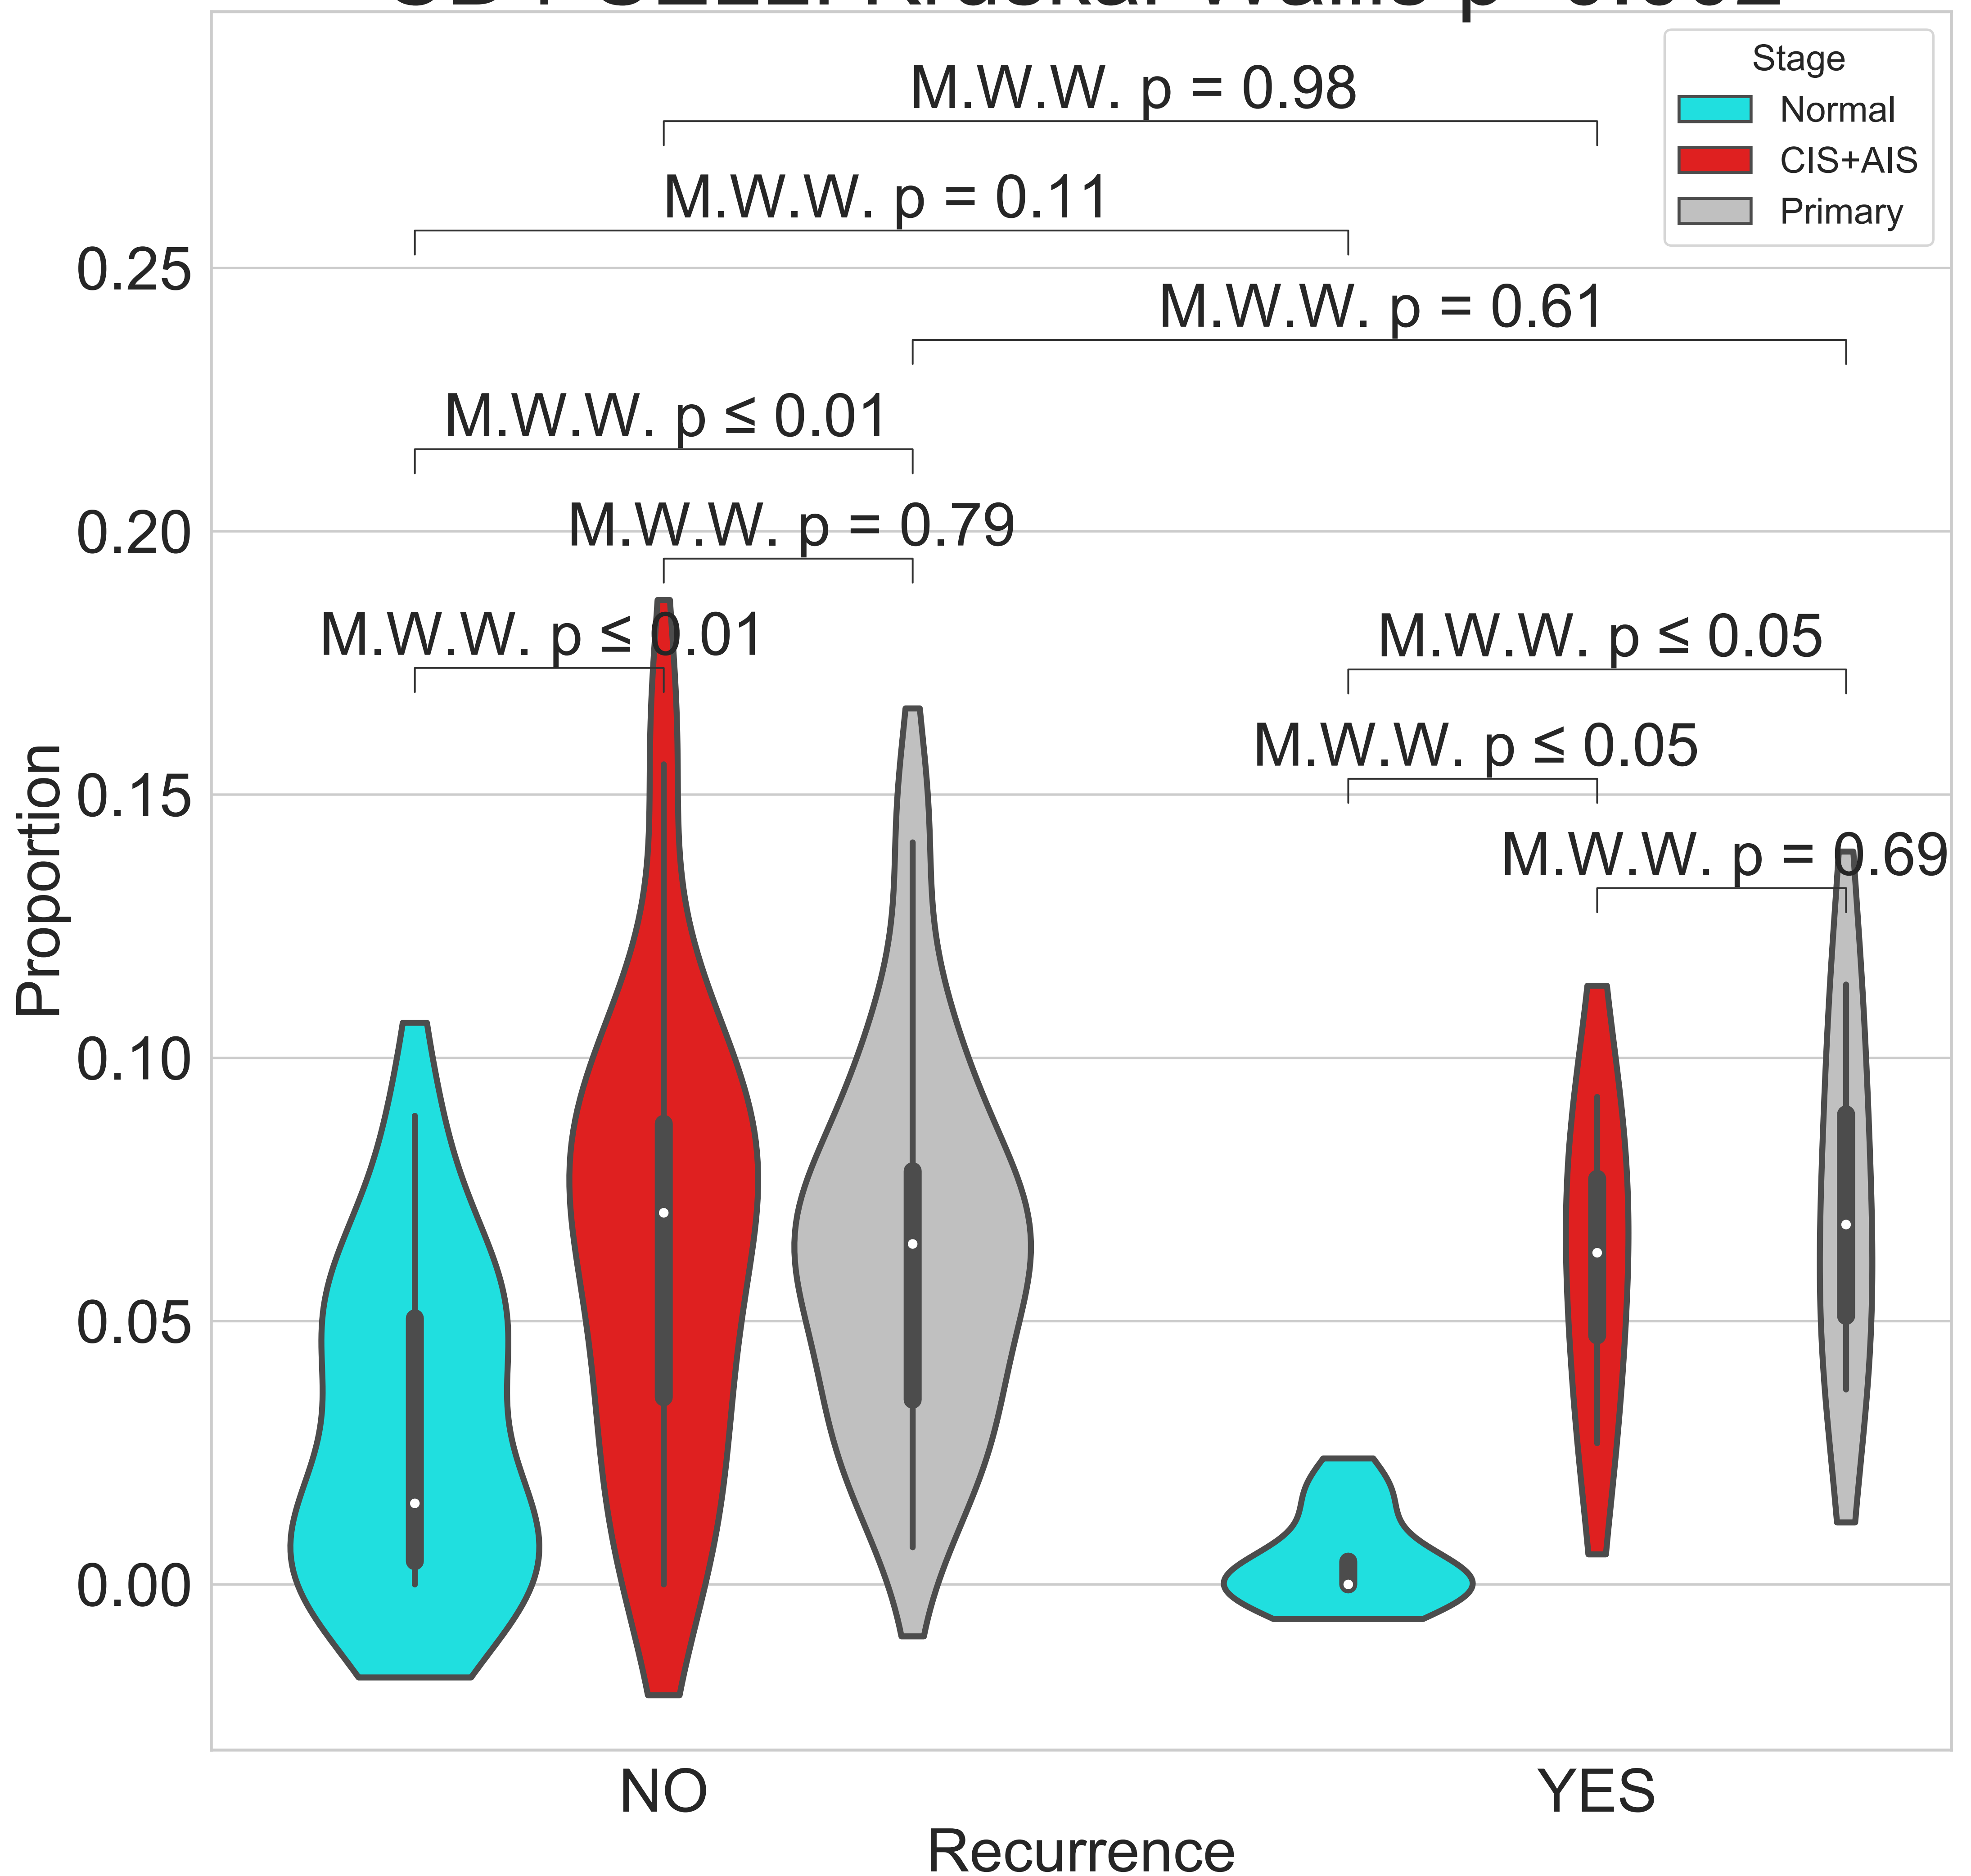 Stage
Normal
CIS+AIS
Primary
M.W.W. p = 0.98
M.W.W. p = 0.11
M.W.W. p = 0.61
M.W.W. p ≤ 0.01
M.W.W. p = 0.79
M.W.W. p ≤ 0.01
M.W.W. p ≤ 0.05
M.W.W. p ≤ 0.05
M.W.W. p = 0.69
0.25
0.20
0.15
0.10
0.05
0.00
Proportion
NO
YES
Recurrence